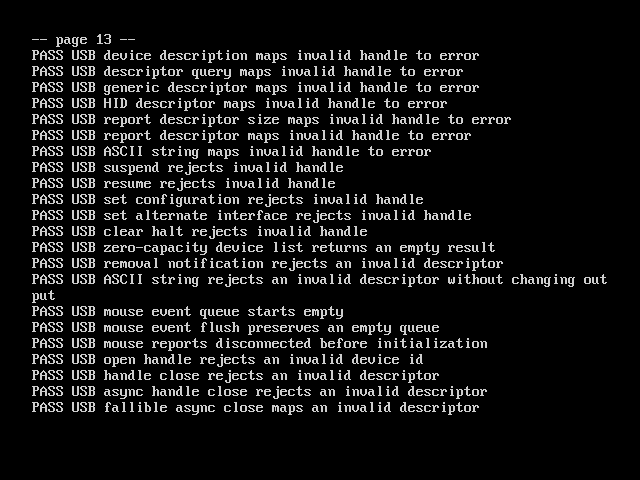 -- page 13 --
PASS USB device description maps invalid handle to error
PASS USB descriptor query maps invalid handle to error
PASS USB generic descriptor maps invalid handle to error
PASS USB HID descriptor maps invalid handle to error
PASS USB report descriptor size maps invalid handle to error
PASS USB report descriptor maps invalid handle to error
PASS USB ASCII string maps invalid handle to error
PASS USB suspend rejects invalid handle
PASS USB resume rejects invalid handle
PASS USB set configuration rejects invalid handle
PASS USB set alternate interface rejects invalid handle
PASS USB clear halt rejects invalid handle
PASS USB zero-capacity device list returns an empty result
PASS USB removal notification rejects an invalid descriptor
PASS USB ASCII string rejects an invalid descriptor without changing out
put
PASS USB mouse event queue starts empty
PASS USB mouse event flush preserves an empty queue
PASS USB mouse reports disconnected before initialization
PASS USB open handle rejects an invalid device id
PASS USB handle close rejects an invalid descriptor
PASS USB async handle close rejects an invalid descriptor
PASS USB fallible async close maps an invalid descriptor